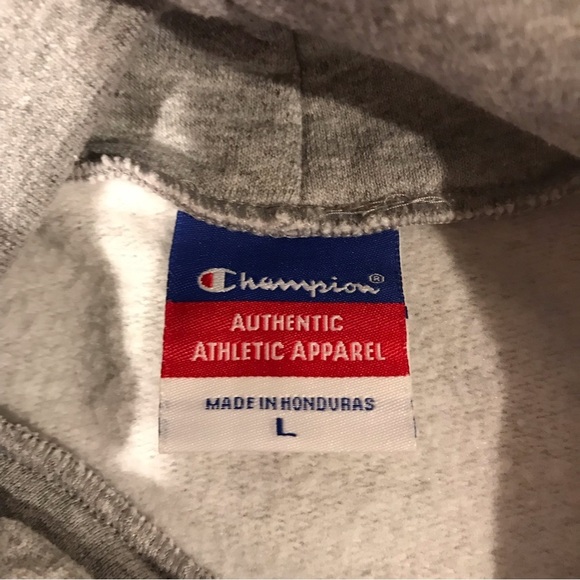 Champion®
AUTHENTIC
ATHLETIC APPAREL
MADE IN HONDURAS
L